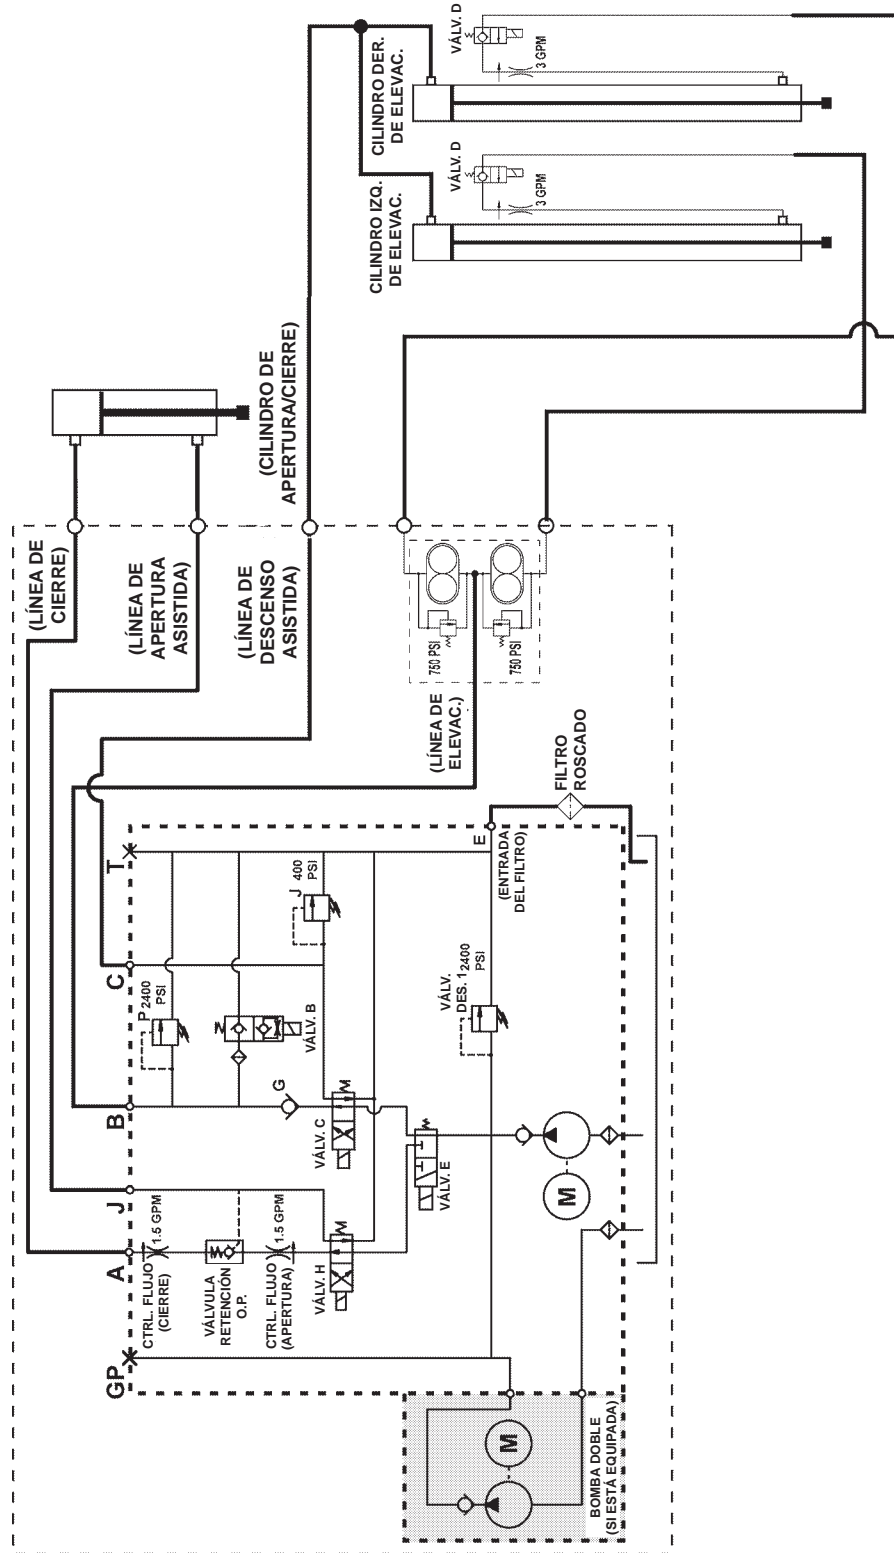 VÁLV. D
3 GPM
CILINDRO DER.
DE ELEVAC.
VÁLV. D
3 GPM
CILINDRO IZQ.
DE ELEVAC.
(CILINDRO DE
APERTURA/CIERRE)
(LÍNEA DE
CIERRE)
(LÍNEA DE
APERTURA
ASISTIDA)
(LÍNEA DE
DESCENSO
ASISTIDA)
750 PSI
750 PSI
(LÍNEA DE
ELEVAC.)
FILTRO
ROSCADO
T
E
(ENTRADA
DEL FILTRO)
J 400
PSI
C
P 2400
PSI
VÁLV. B
VÁLV.
DES. 1 2400
PSI
B
G
VÁLV. C
VÁLV. E
M
J
A
1.5 GPM
CTRL. FLUJO
(CIERRE)
VÁLVULA
RETENCIÓN
O.P.
1.5 GPM
CTRL. FLUJO
(APERTURA)
VÁLV. H
GP
M
BOMBA DOBLE
(SI ESTÁ EQUIPADA)